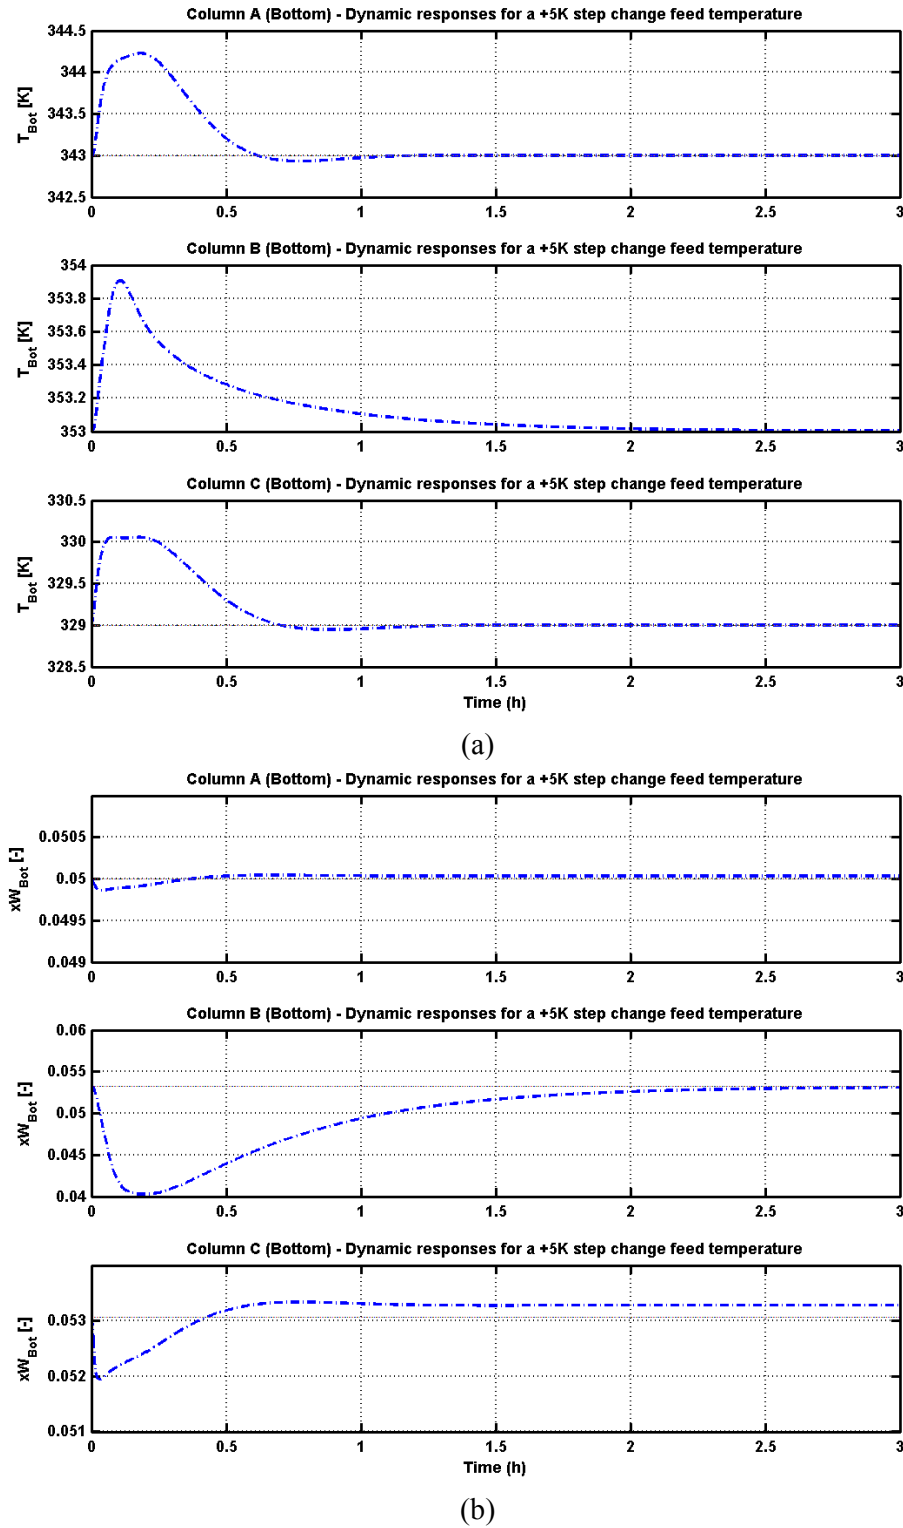 Column A (Bottom) - Dynamic responses for a +5K step change feed temperature
344.5
344
343.5
343
342.5
T_Bot [K]
0 0.5 1 1.5 2 2.5 3
Column B (Bottom) - Dynamic responses for a +5K step change feed temperature
354
353.8
353.6
353.4
353.2
353
T_Bot [K]
0 0.5 1 1.5 2 2.5 3
Column C (Bottom) - Dynamic responses for a +5K step change feed temperature
330.5
330
329.5
329
328.5
T_Bot [K]
0 0.5 1 1.5 2 2.5 3
Time (h)
(a)
Column A (Bottom) - Dynamic responses for a +5K step change feed temperature
0.0505
0.05
0.0495
0.049
xW_Bot [-]
0 0.5 1 1.5 2 2.5 3
Column B (Bottom) - Dynamic responses for a +5K step change feed temperature
0.06
0.055
0.05
0.045
0.04
xW_Bot [-]
0 0.5 1 1.5 2 2.5 3
Column C (Bottom) - Dynamic responses for a +5K step change feed temperature
0.053
0.052
0.051
xW_Bot [-]
0 0.5 1 1.5 2 2.5 3
Time (h)
(b)